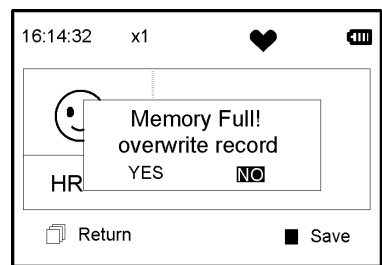 16:14:32 x1
Memory Full!
overwrite record
YES NO
HR
Return Save